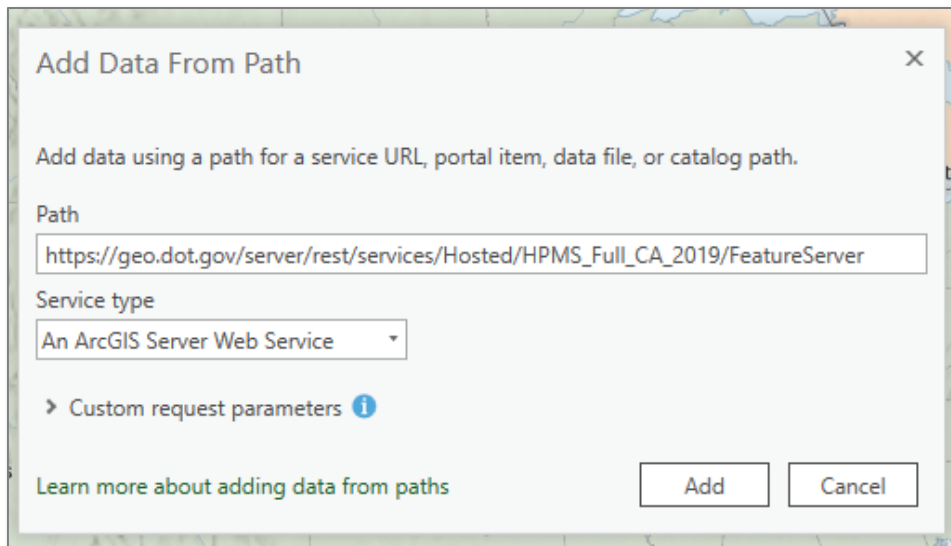 Add Data From Path
Add data using a path for a service URL, portal item, data file, or catalog path.
Path
https://geo.dot.gov/server/rest/services/Hosted/HPMS_Full_CA_2019/FeatureServer
Service type
An ArcGIS Server Web Service
Custom request parameters
Learn more about adding data from paths
Add
Cancel